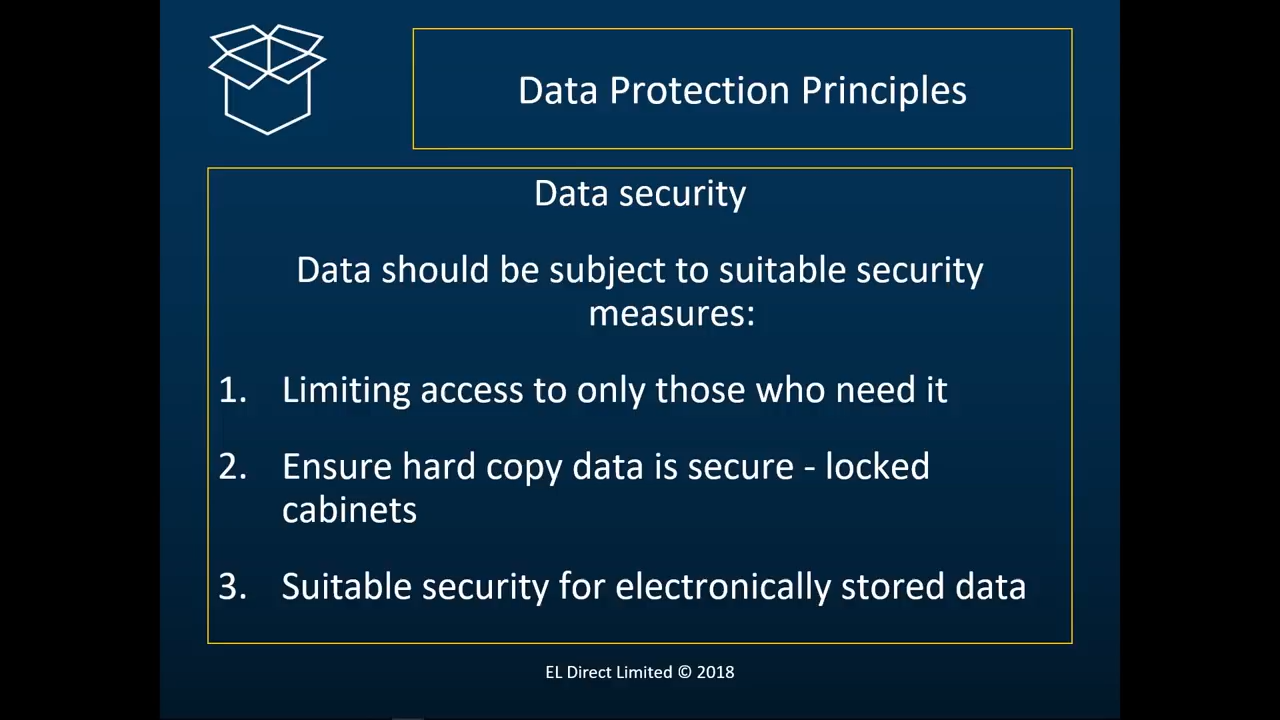 Data Protection Principles
Data security
Data should be subject to suitable security
measures:
1. Limiting access to only those who need it
2. Ensure hard copy data is secure - locked
cabinets
3. Suitable security for electronically stored data
EL Direct Limited © 2018